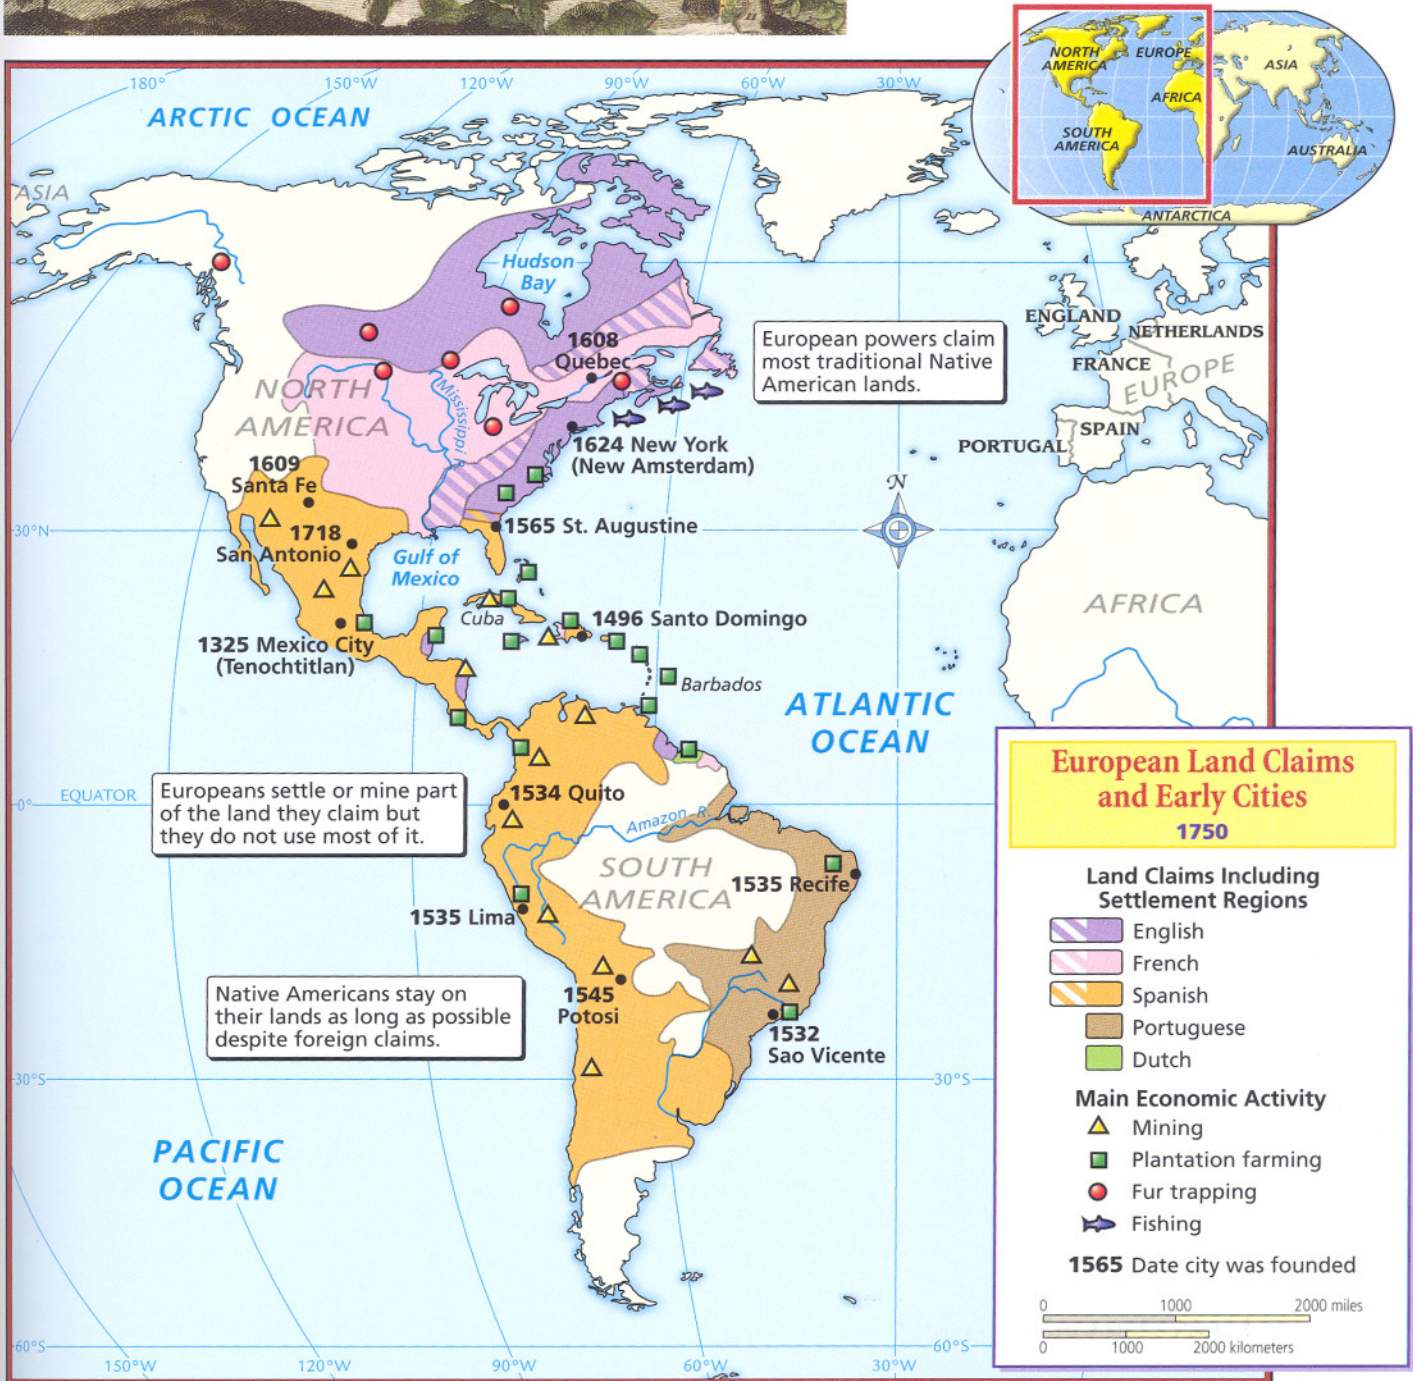 NORTH
AMERICA
EUROPE
ASIA
AFRICA
SOUTH
AMERICA
AUSTRALIA
ANTARCTICA
180°
150°W
120°W
90°W
60°W
30°W
ARCTIC OCEAN
ASIA
Hudson
Bay
ENGLAND
NETHERLANDS
FRANCE
EUROPE
SPAIN
PORTUGAL
1608
Quebec
European powers claim
most traditional Native
American lands.
NORTH
AMERICA
Mississippi R.
1624 New York
(New Amsterdam)
1609
Santa Fe
N
30°N
1565 St. Augustine
1718
San Antonio
Gulf of
Mexico
AFRICA
Cuba
1496 Santo Domingo
1325 Mexico City
(Tenochtitlan)
Barbados
ATLANTIC
OCEAN
Europeans settle or mine part
of the land they claim but
they do not use most of it.
0°
EQUATOR
1534 Quito
Amazon R.
SOUTH
AMERICA
1535 Recife
1535 Lima
Native Americans stay on
their lands as long as possible
despite foreign claims.
1545
Potosi
1532
Sao Vicente
30°S
30°S
PACIFIC
OCEAN
60°S
60°S
150°W
120°W
90°W
60°W
30°W
European Land Claims
and Early Cities
1750
Land Claims Including
Settlement Regions
English
French
Spanish
Portuguese
Dutch
Main Economic Activity
Mining
Plantation farming
Fur trapping
Fishing
1565 Date city was founded
0 1000 2000 miles
0 1000 2000 kilometers